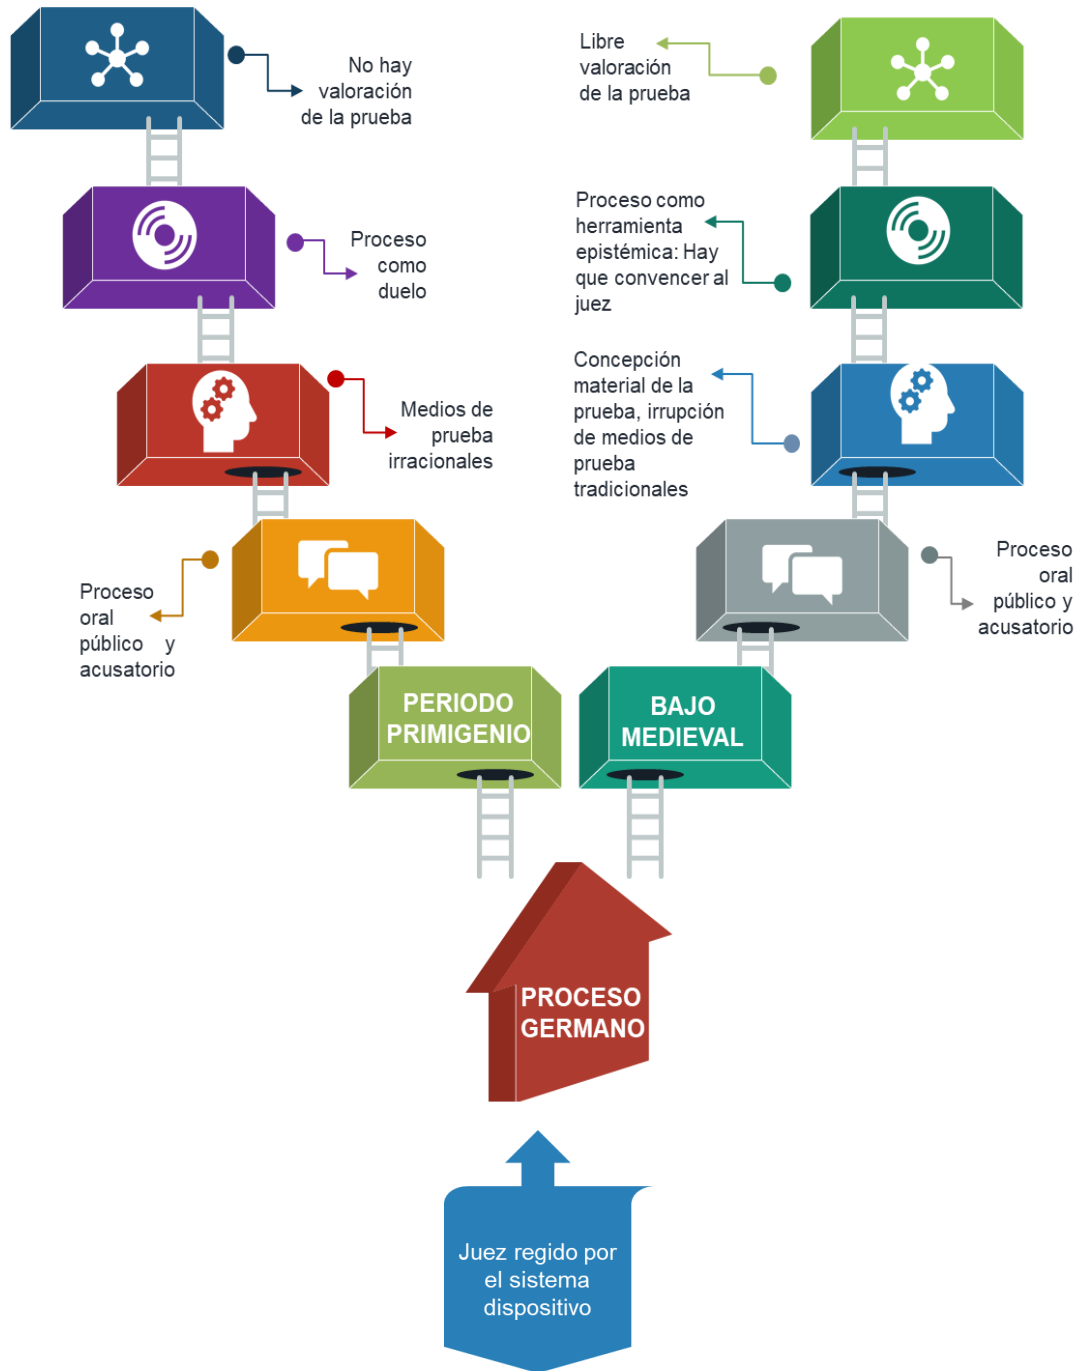 No hay
valoración
de la prueba
Libre
valoración
de la prueba
Proceso
como
duelo
Proceso como
herramienta
epistémica: Hay
que convencer al
juez
Medios de
prueba
irracionales
Concepción
material de la
prueba, irrupción
de medios de
prueba
tradicionales
Proceso
oral
público y
acusatorio
Proceso
oral
público y
acusatorio
PERIODO
PRIMIGENIO
BAJO
MEDIEVAL
PROCESO
GERMANO
Juez regido por
el sistema
dispositivo